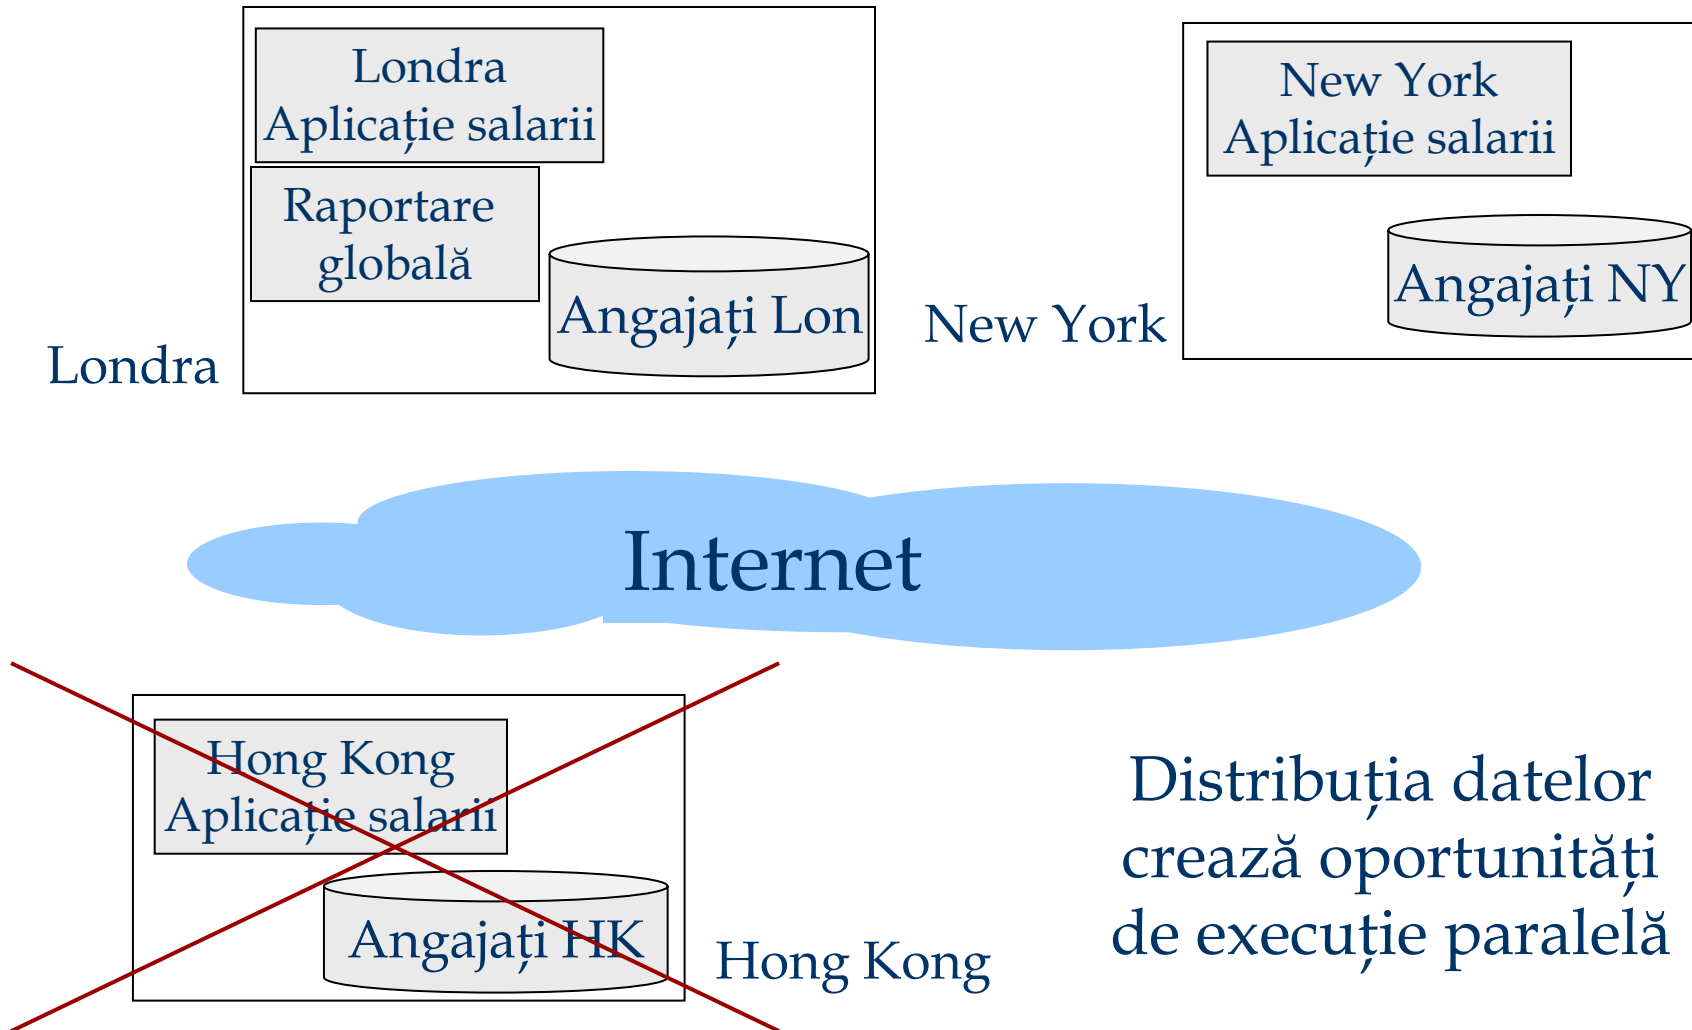 Londra
Aplicație salarii
Raportare
globală
Angajați Lon
Londra
New York
Aplicație salarii
Angajați NY
New York
Internet
Hong Kong
Aplicație salarii
Angajați HK
Hong Kong
Distribuția datelor
crează oportunități
de execuție paralelă